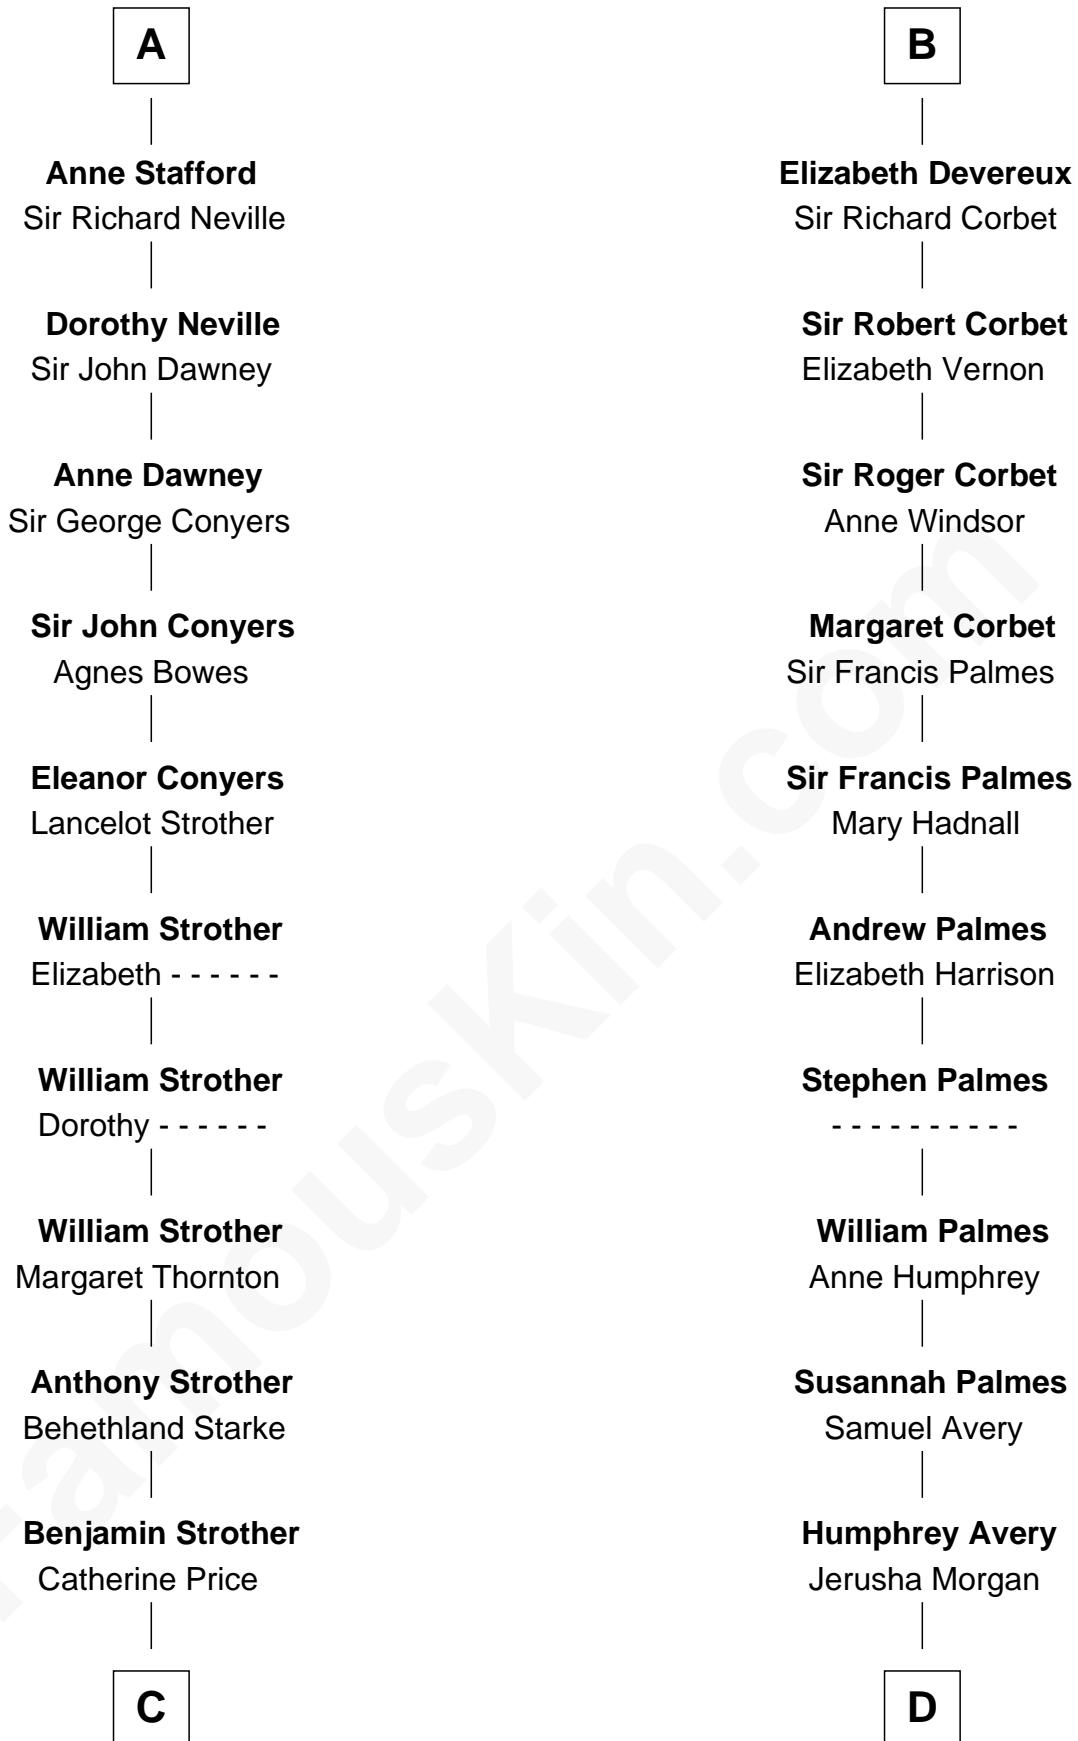 A
Anne Stafford
Sir Richard Neville
Dorothy Neville
Sir John Dawney
Anne Dawney
Sir George Conyers
Sir John Conyers
Agnes Bowes
Eleanor Conyers
Lancelot Strother
William Strother
Elizabeth - - - - - -
William Strother
Dorothy - - - - - -
William Strother
Margaret Thornton
Anthony Strother
Behethland Starke
Benjamin Strother
Catherine Price
C
B
Elizabeth Devereux
Sir Richard Corbet
Sir Robert Corbet
Elizabeth Vernon
Sir Roger Corbet
Anne Windsor
Margaret Corbet
Sir Francis Palmes
Sir Francis Palmes
Mary Hadnall
Andrew Palmes
Elizabeth Harrison
Stephen Palmes
- - - - - - - - - -
William Palmes
Anne Humphrey
Susannah Palmes
Samuel Avery
Humphrey Avery
Jerusha Morgan
D
FamousKin.com